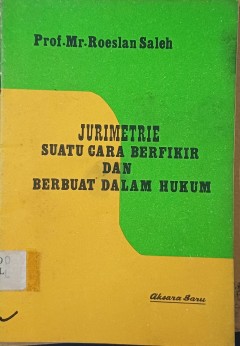 Prof.Mr.Roeslan Saleh
JURIMETRIE
SUATU CARA BERFIKIR
DAN
BERBUAT DALAM HUKUM
Aksara Baru